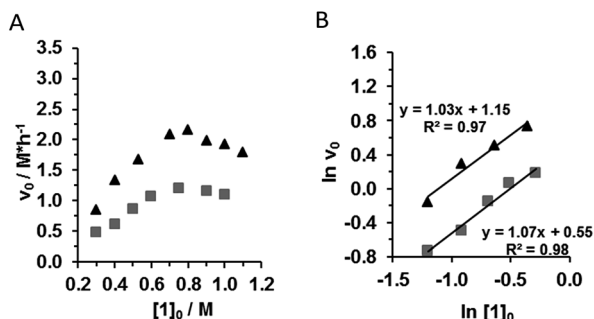 A
3.5
3.0
2.5
2.0
1.5
1.0
0.5
0.0
v₀ / M*h⁻¹
0.2 0.4 0.6 0.8 1.0 1.2
[1]₀ / M
B
1.6
1.2
0.8
0.4
0.0
-0.4
-0.8
ln v₀
y = 1.03x + 1.15
R² = 0.97
y = 1.07x + 0.55
R² = 0.98
-1.5 -1.0 -0.5 0.0
ln [1]₀